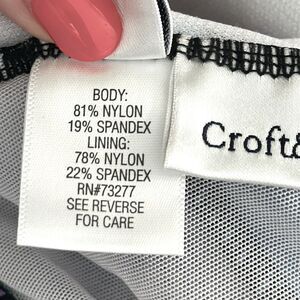 BODY:
81% NYLON
19% SPANDEX
LINING:
78% NYLON
22% SPANDEX
RN#73277
SEE REVERSE
FOR CARE
Croft&